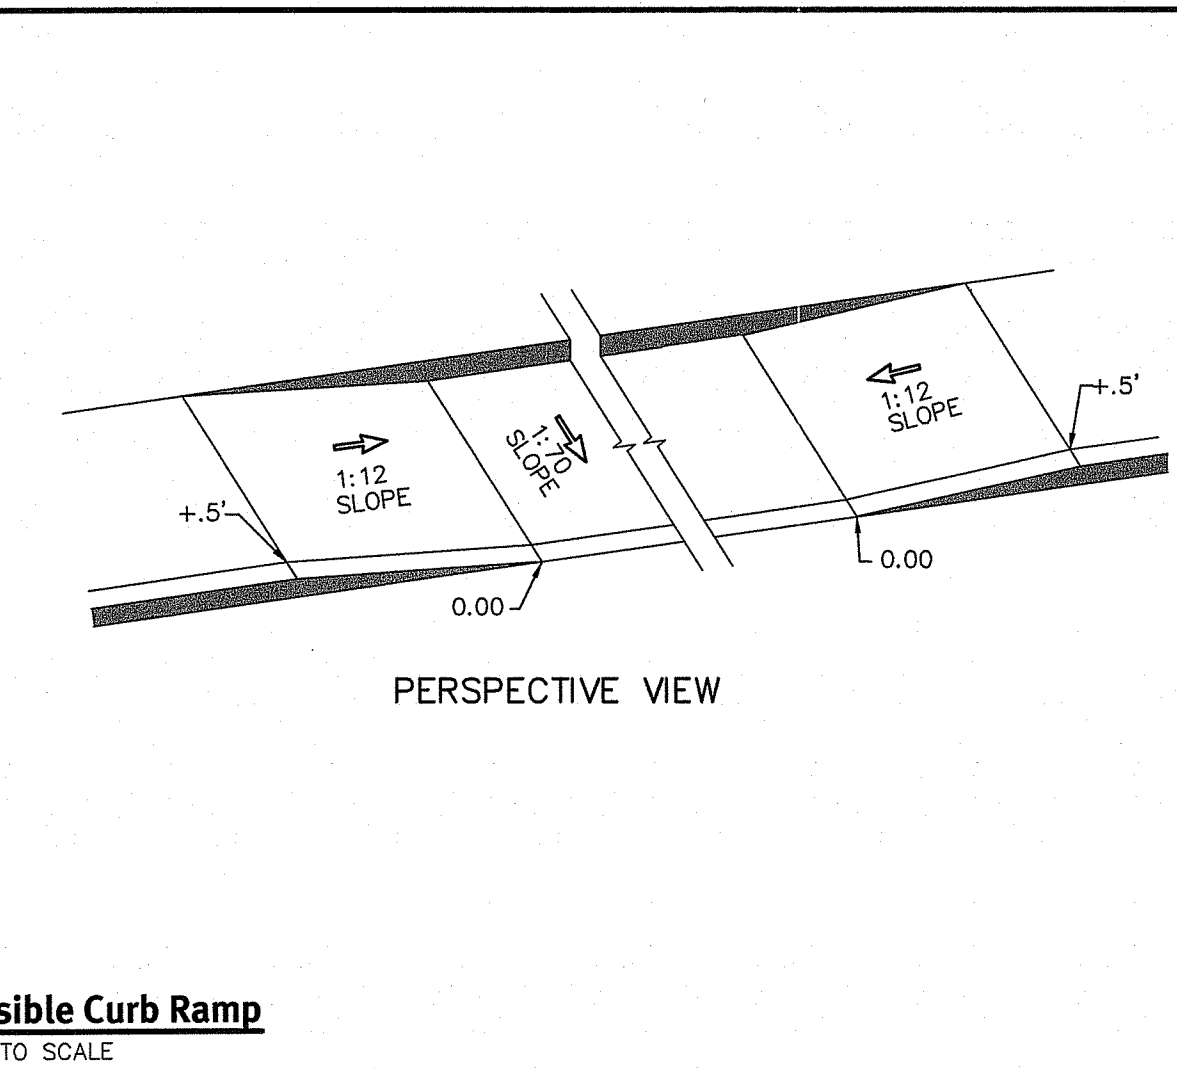 1:12
SLOPE
+.5'
1:70
SLOPE
1:12
SLOPE
+.5'
0.00
0.00
PERSPECTIVE VIEW
sible Curb Ramp
TO SCALE